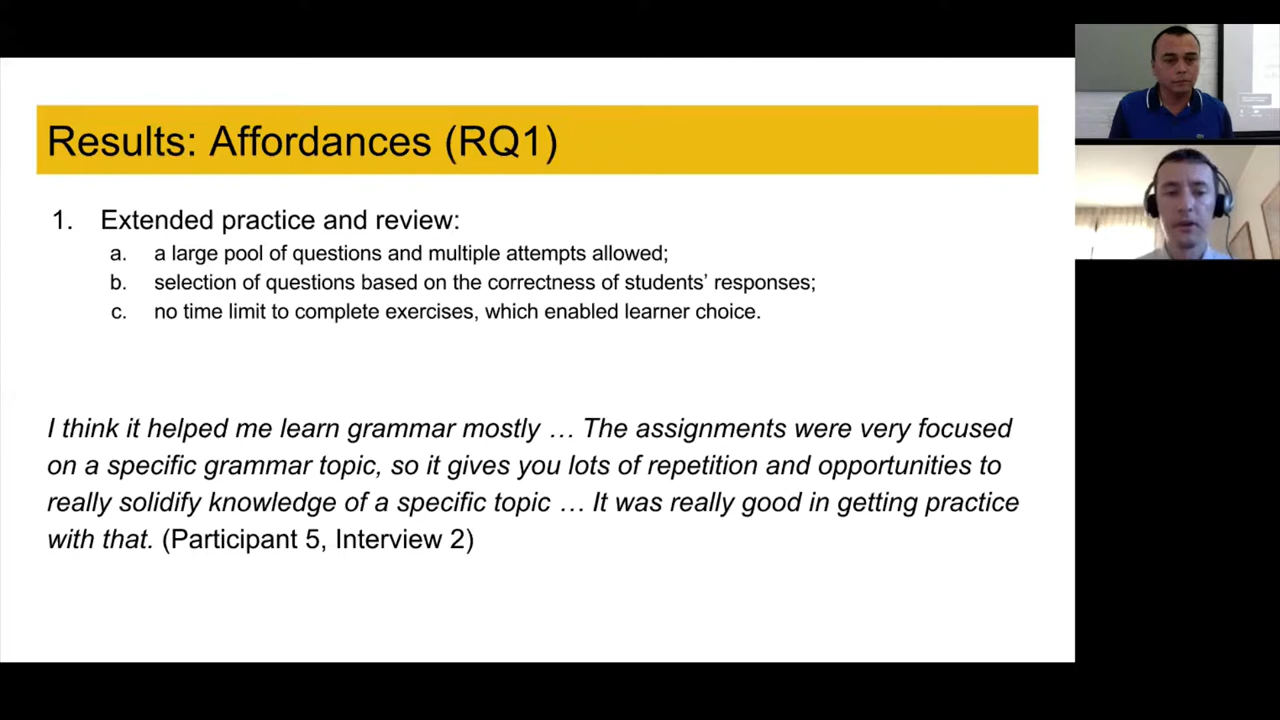 Results: Affordances (RQ1)
1. Extended practice and review:
a. a large pool of questions and multiple attempts allowed;
b. selection of questions based on the correctness of students’ responses;
c. no time limit to complete exercises, which enabled learner choice.
I think it helped me learn grammar mostly … The assignments were very focused
on a specific grammar topic, so it gives you lots of repetition and opportunities to
really solidify knowledge of a specific topic … It was really good in getting practice
with that. (Participant 5, Interview 2)